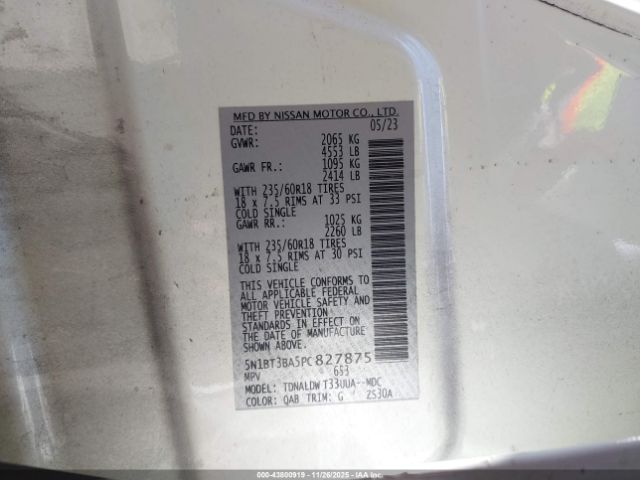 MFD BY NISSAN MOTOR CO., LTD.
DATE: 05/23
GVWR: 2065 KG
4553 LB
GAWR FR.: 1095 KG
2414 LB
WITH 235/60R18 TIRES
18 x 7.5 RIMS AT 33 PSI
COLD SINGLE
GAWR RR.: 1025 KG
2260 LB
WITH 235/60R18 TIRES
18 x 7.5 RIMS AT 30 PSI
COLD SINGLE
THIS VEHICLE CONFORMS TO
ALL APPLICABLE FEDERAL
MOTOR VEHICLE SAFETY AND
THEFT PREVENTION
STANDARDS IN EFFECT ON
THE DATE OF MANUFACTURE
SHOWN ABOVE.
5N1BT3BA5PC827875
MPV 693
MODEL: TDNALDW T33UUA--MDC
COLOR: QAB TRIM: G 2S30A
000-43800919 | 11/26/2025 | IAAI.COM